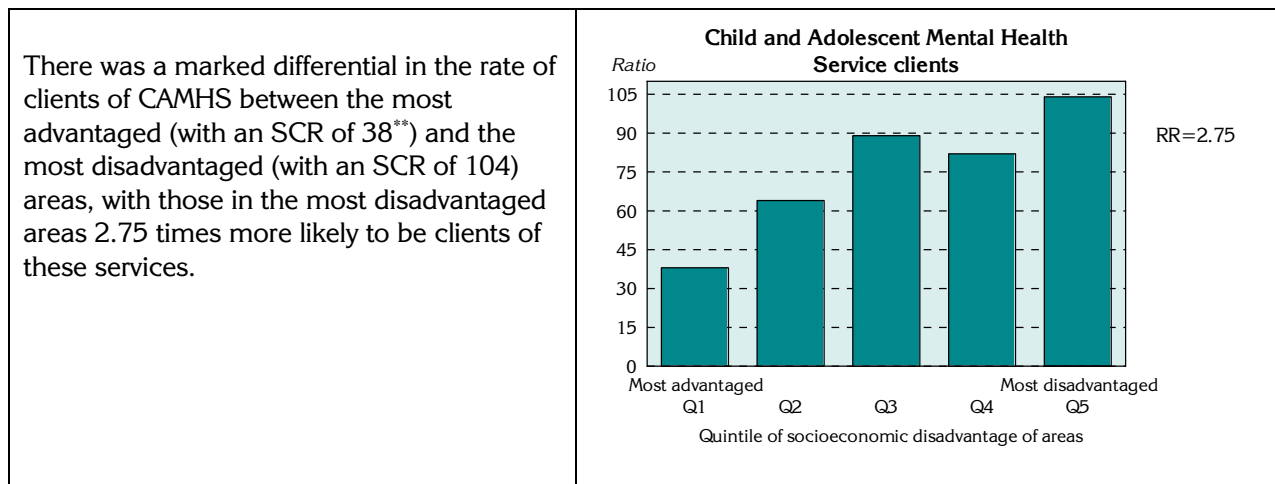 There was a marked differential in the rate of
clients of CAMHS between the most
advantaged (with an SCR of 38**) and the
most disadvantaged (with an SCR of 104)
areas, with those in the most disadvantaged
areas 2.75 times more likely to be clients of
these services.
Child and Adolescent Mental Health
Service clients
Ratio
105
90
75
60
45
30
15
0
RR=2.75
Most advantaged Most disadvantaged
Q1 Q2 Q3 Q4 Q5
Quintile of socioeconomic disadvantage of areas